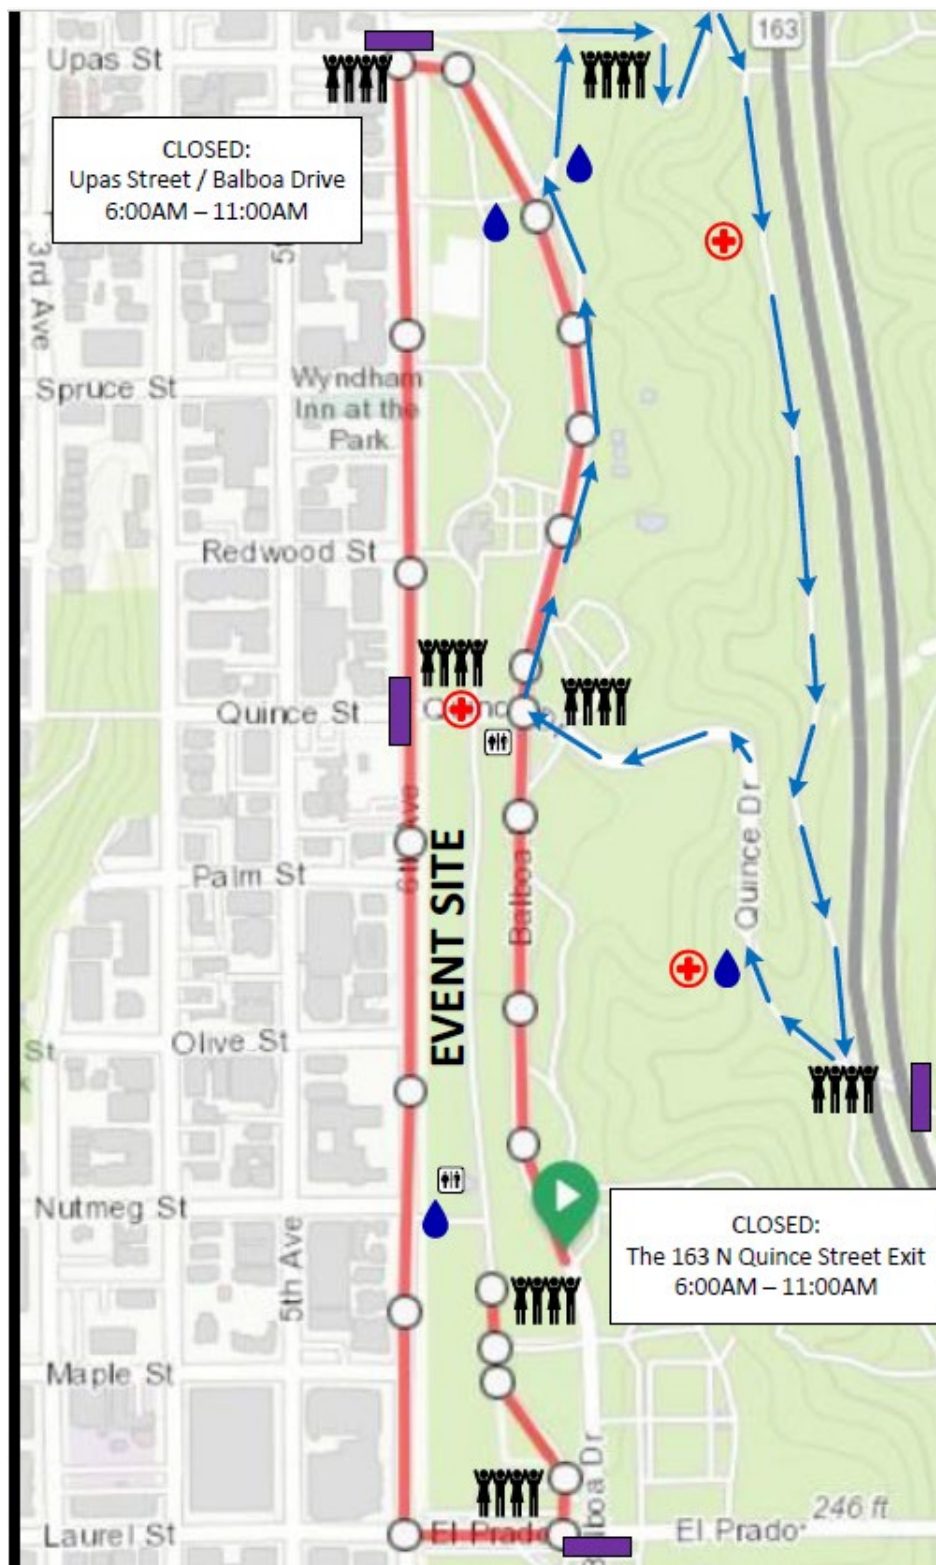 Upas St
163
CLOSED:
Upas Street / Balboa Drive
6:00AM – 11:00AM
3rd Ave
Spruce St
Wyndham
Inn at the
Park
Redwood St
Quince St
6th Ave
Palm St
EVENT SITE
Balboa
Quince Dr
Olive St
St
Nutmeg St
5th Ave
CLOSED:
The 163 N Quince Street Exit
6:00AM – 11:00AM
Maple St
Balboa Dr
246 ft
Laurel St
El Prado
El Prado